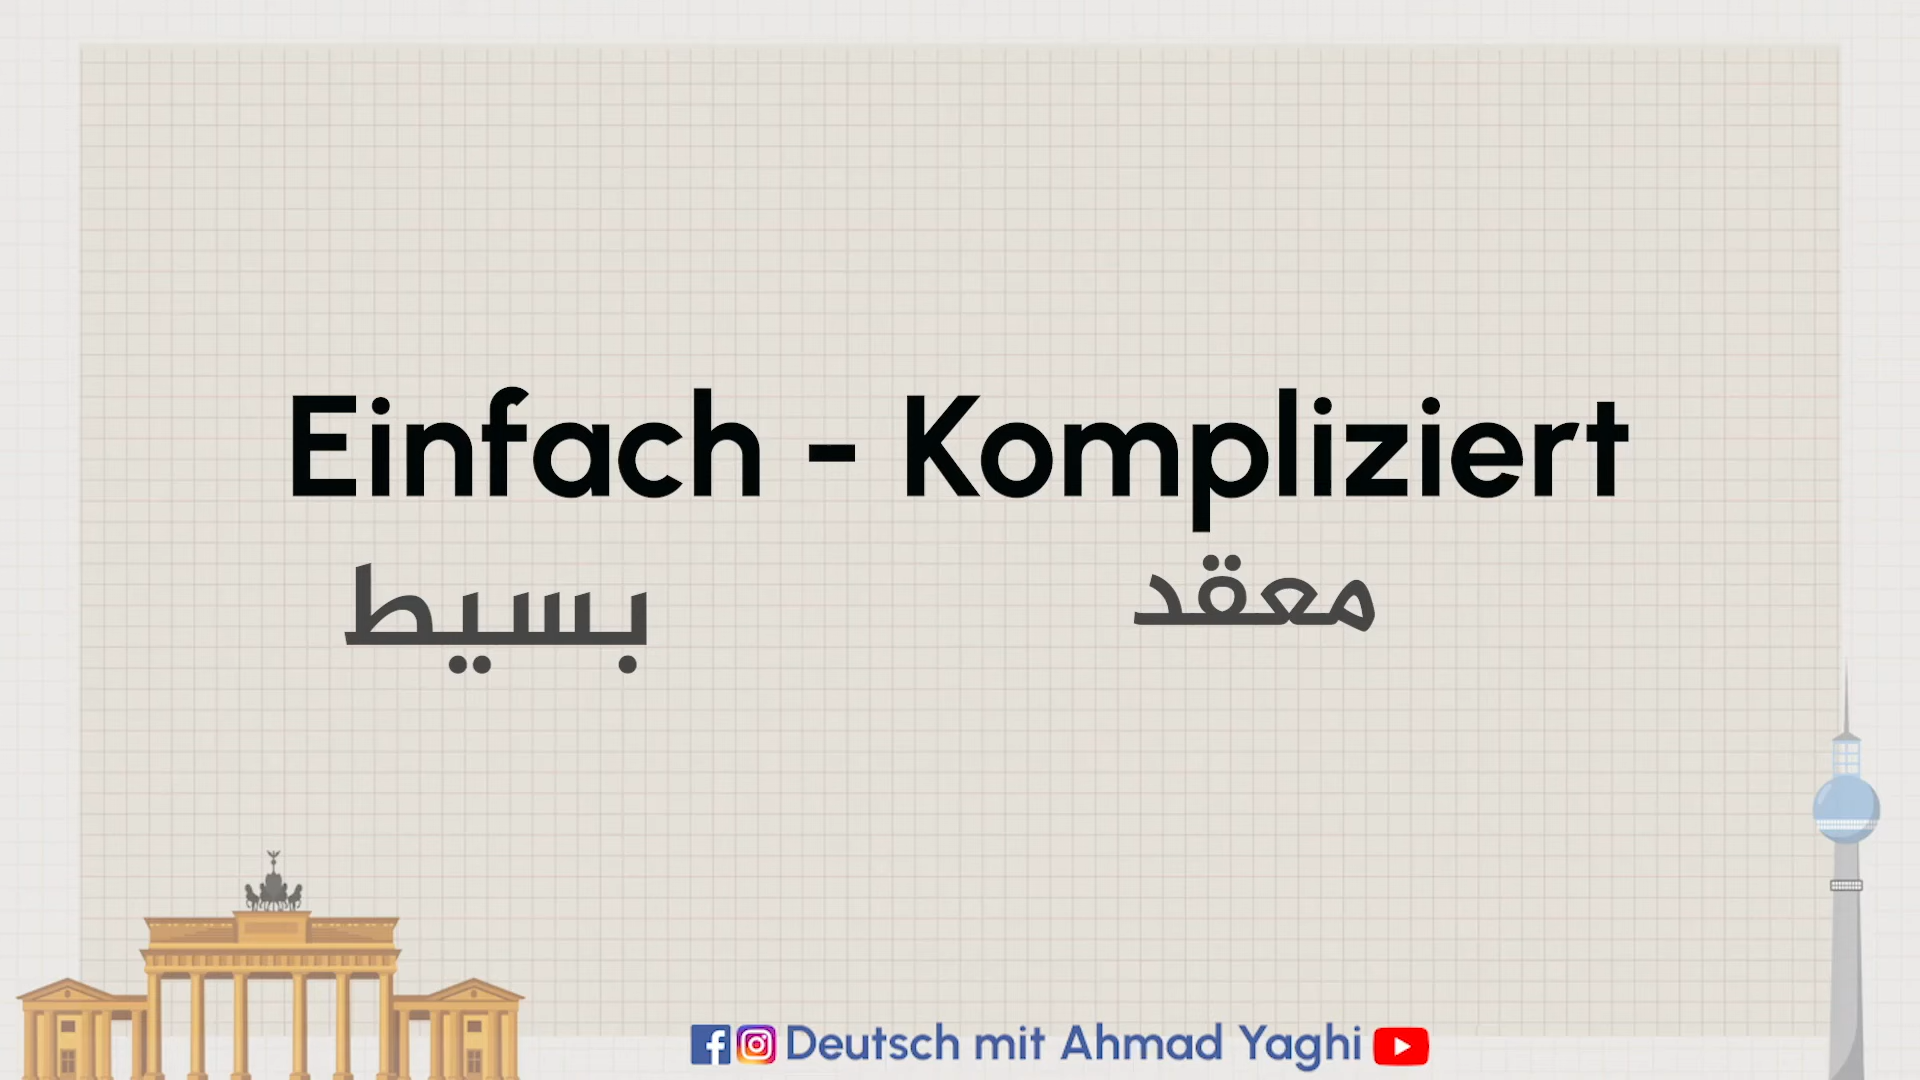 Einfach - Kompliziert
بسيط معقد
Deutsch mit Ahmad Yaghi